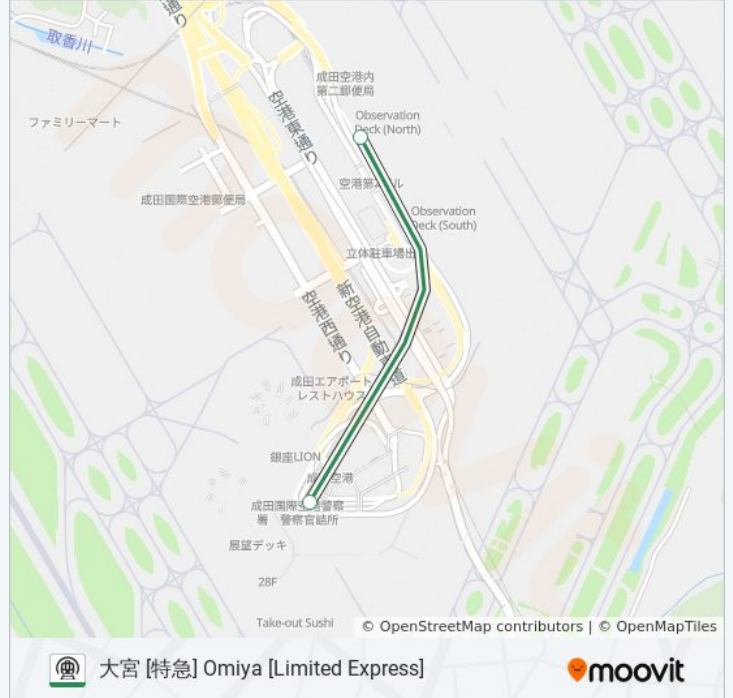 通り
取香川
成田空港内
第二郵便局
ファミリーマート
空港東通り
Observation
Deck (North)
空港第2ビル
成田国際空港郵便局
Observation
Deck (South)
立体駐車場出
空港西通り
新空港自動車道
成田エアポート
レストハウス
銀座LION
成田空港
成田国際空港警察
署 警察官詰所
展望デッキ
28F
Take-out Sushi
© OpenStreetMap contributors | © OpenMapTiles
大宮 [特急] Omiya [Limited Express]
moovit